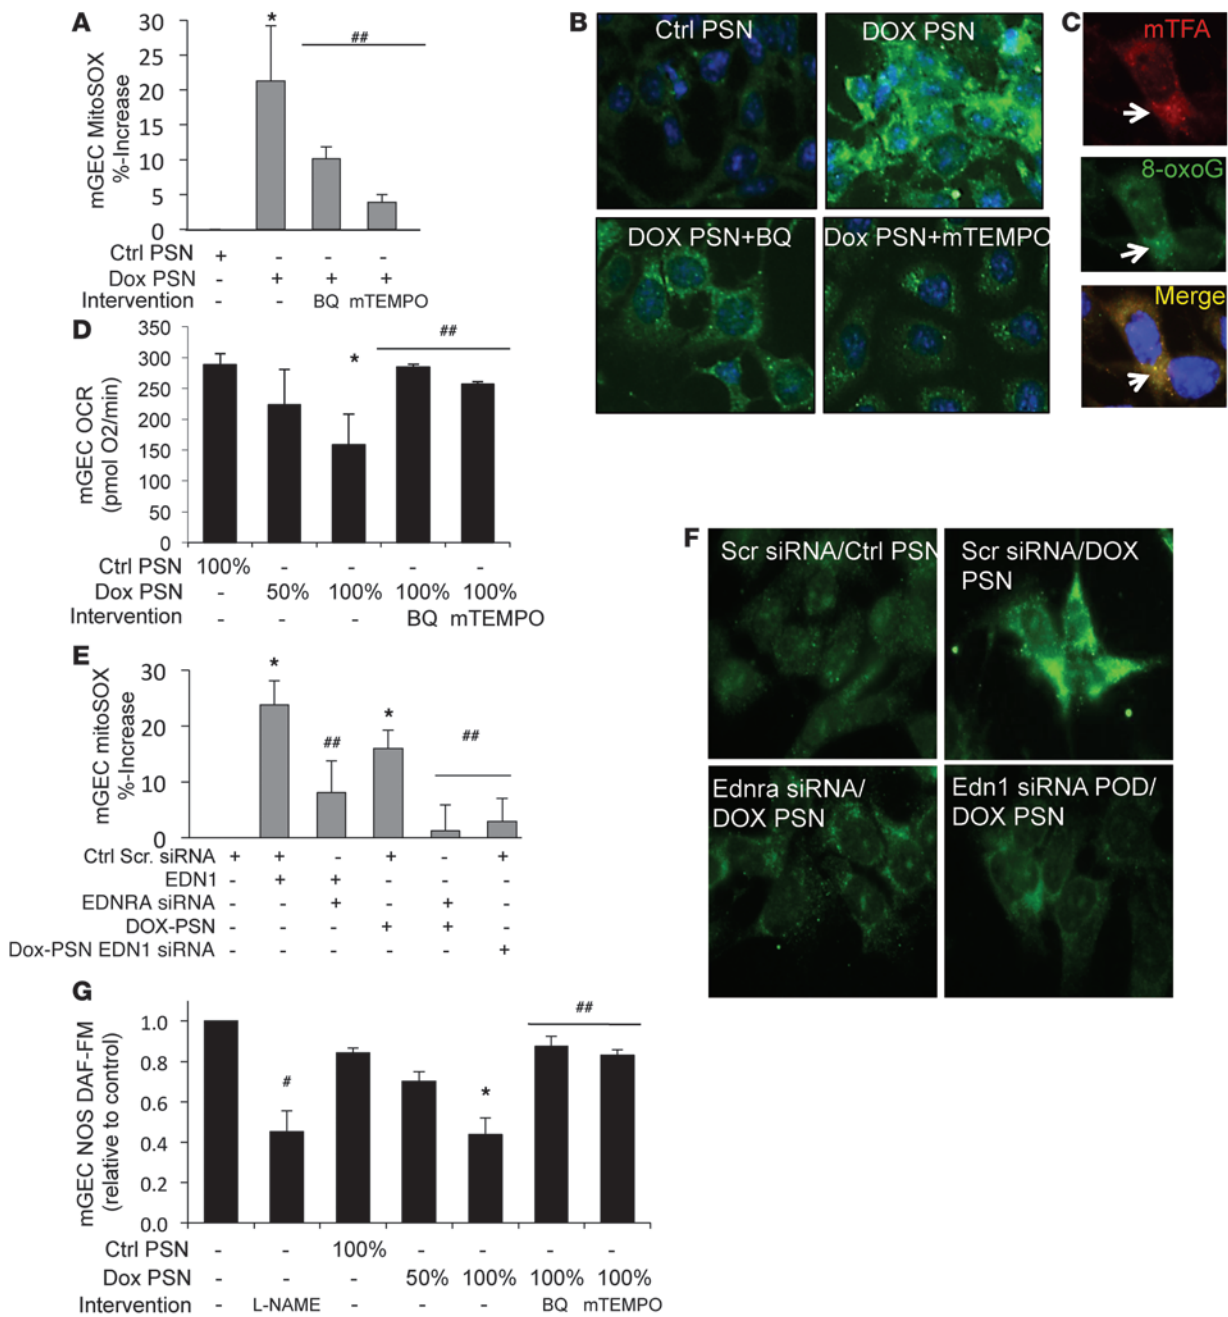 A
mGEC MitoSOX
%-Increase
30
25
20
15
10
5
0
*
##
Ctrl PSN + - - -
Dox PSN - + + +
Intervention - - BQ mTEMPO
B
Ctrl PSN
DOX PSN
DOX PSN+BQ
Dox PSN+mTEMPO
C
mTFA
8-oxoG
Merge
D
mGEC OCR
(pmol O2/min)
350
300
250
200
150
100
50
0
*
##
Ctrl PSN 100% - - - -
Dox PSN - 50% 100% 100% 100%
Intervention - - - BQ mTEMPO
E
mGEC mitoSOX
%-Increase
30
20
10
0
*
##
*
##
Ctrl Scr. siRNA + + - + - +
EDN1 - + + - - -
EDNRA siRNA - - + - + -
DOX-PSN - - - + + -
Dox-PSN EDN1 siRNA - - - - - +
F
Scr siRNA/Ctrl PSN
Scr siRNA/DOX
PSN
Ednra siRNA/
DOX PSN
Edn1 siRNA POD/
DOX PSN
G
mGEC NOS DAF-FM
(relative to control)
1.0
0.8
0.6
0.4
0.2
0.0
#
*
##
Ctrl PSN - - 100% - - - -
Dox PSN - - - 50% 100% 100% 100%
Intervention - L-NAME - - - BQ mTEMPO